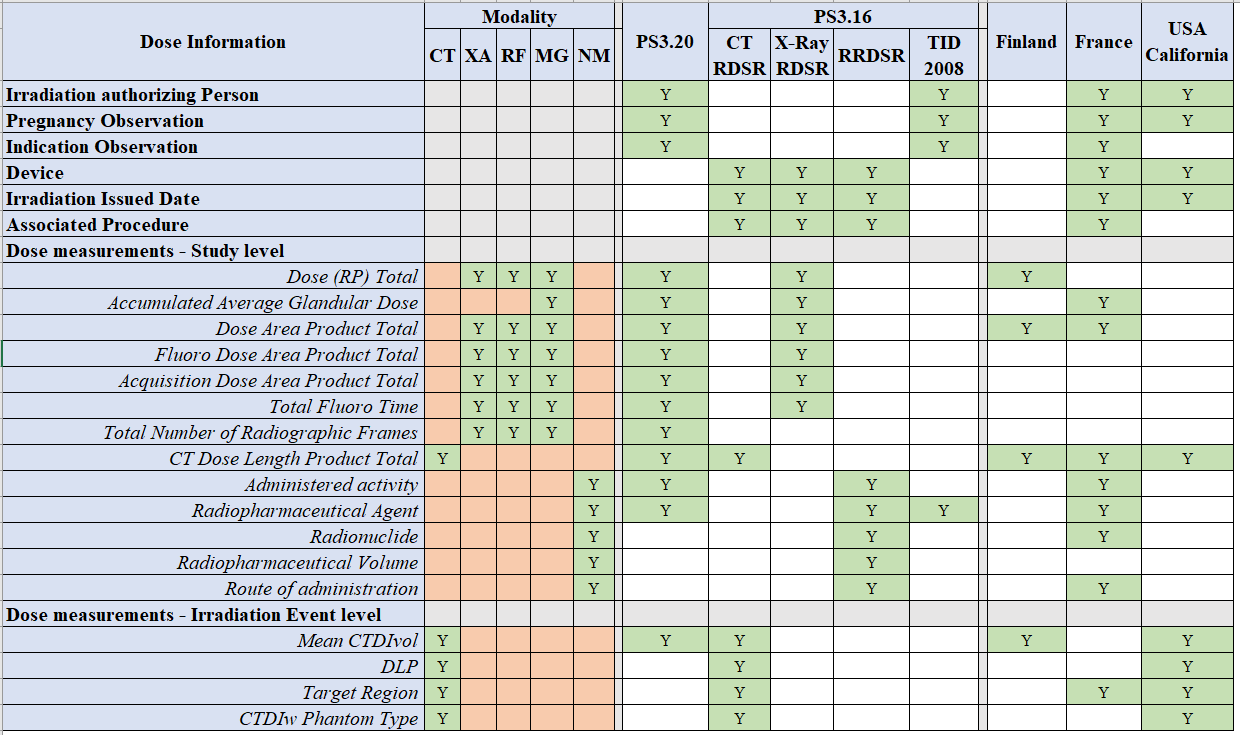 Dose Information Modality PS3.20 PS3.16 Finland France USA California
CT XA RF MG NM CT RDSR X-Ray RDSR RRDSR TID 2008
Irradiation authorizing Person Y Y Y Y
Pregnancy Observation Y Y Y Y
Indication Observation Y Y Y
Device Y Y Y Y Y
Irradiation Issued Date Y Y Y Y Y
Associated Procedure Y Y Y Y
Dose measurements - Study level
Dose (RP) Total Y Y Y Y Y Y
Accumulated Average Glandular Dose Y Y Y Y
Dose Area Product Total Y Y Y Y Y Y Y
Fluoro Dose Area Product Total Y Y Y Y Y
Acquisition Dose Area Product Total Y Y Y Y Y
Total Fluoro Time Y Y Y Y Y
Total Number of Radiographic Frames Y Y Y Y
CT Dose Length Product Total Y Y Y Y Y Y
Administered activity Y Y Y Y
Radiopharmaceutical Agent Y Y Y Y Y
Radionuclide Y Y Y
Radiopharmaceutical Volume Y Y
Route of administration Y Y Y
Dose measurements - Irradiation Event level
Mean CTDIvol Y Y Y Y Y
DLP Y Y Y
Target Region Y Y Y Y
CTDIw Phantom Type Y Y Y